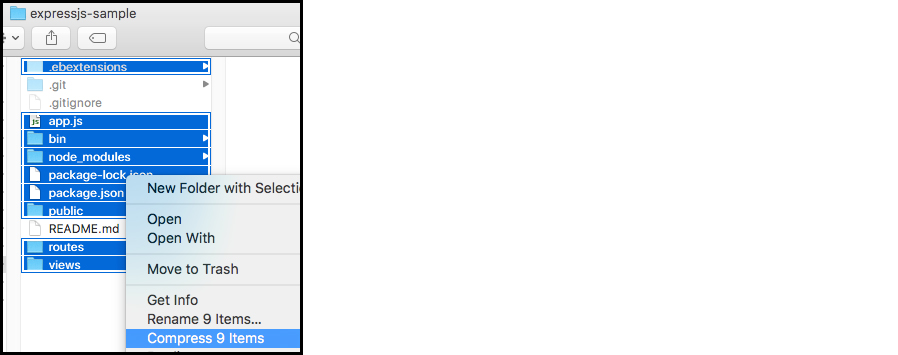 expressjs-sample
.ebextensions
.git
.gitignore
JS app.js
bin
node_modules
package-lock.json
package.json
public
README.md
routes
views
New Folder with Selecti
Open
Open With
Move to Trash
Get Info
Rename 9 Items...
Compress 9 Items